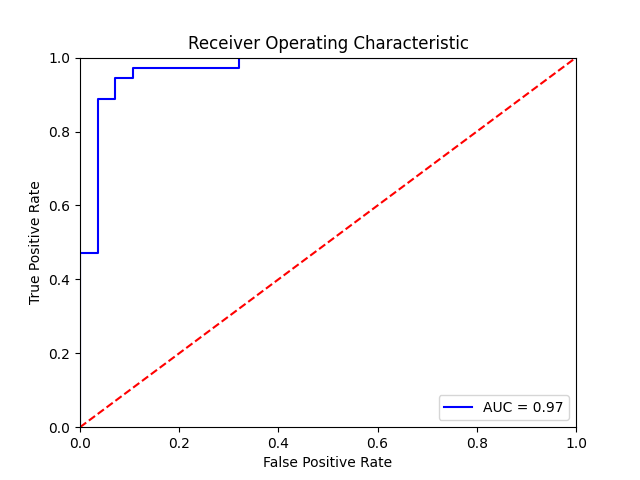 Receiver Operating Characteristic
True Positive Rate
1.0
0.8
0.6
0.4
0.2
0.0
AUC = 0.97
0.0 0.2 0.4 0.6 0.8 1.0
False Positive Rate